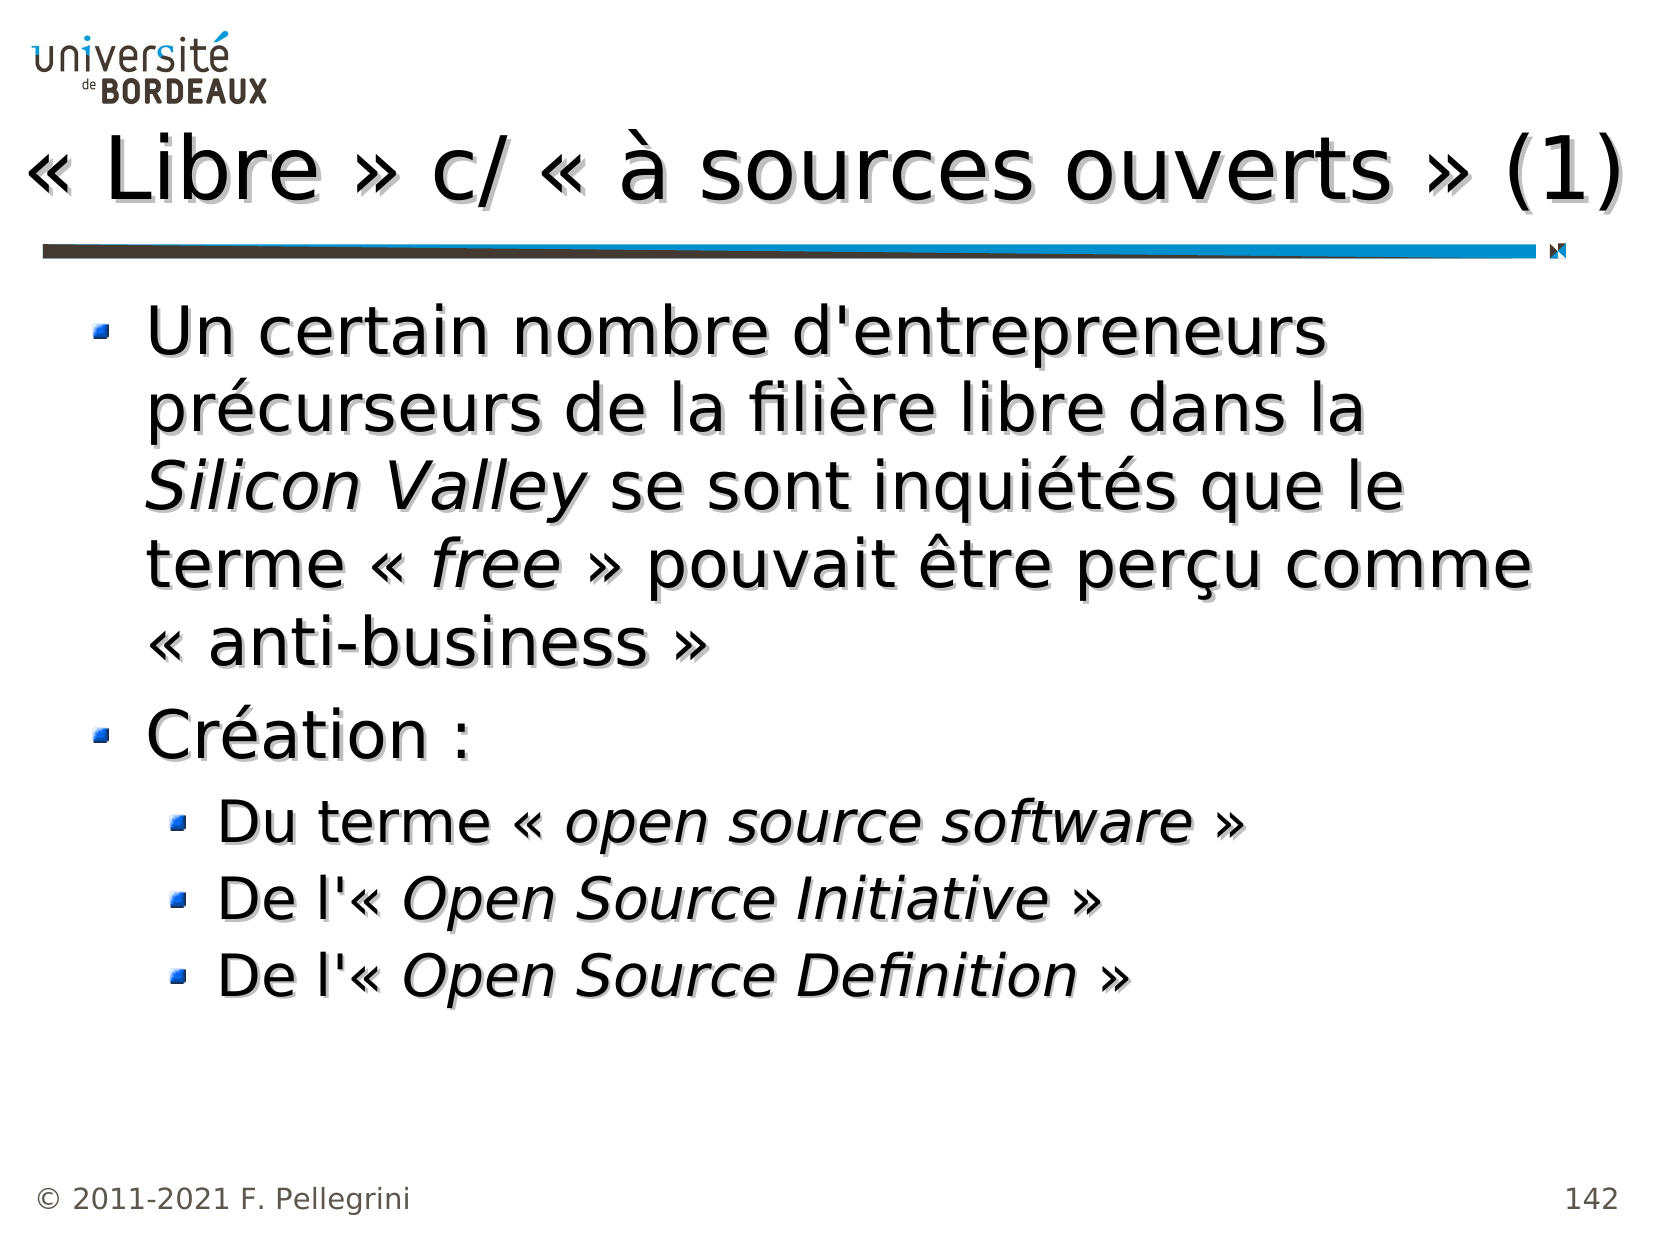 université
de BORDEAUX
« Libre » c/ « à sources ouverts » (1)
Un certain nombre d'entrepreneurs
précurseurs de la filière libre dans la
Silicon Valley se sont inquiétés que le
terme « free » pouvait être perçu comme
« anti-business »
Création :
Du terme « open source software »
De l'« Open Source Initiative »
De l'« Open Source Definition »
© 2011-2021 F. Pellegrini
142